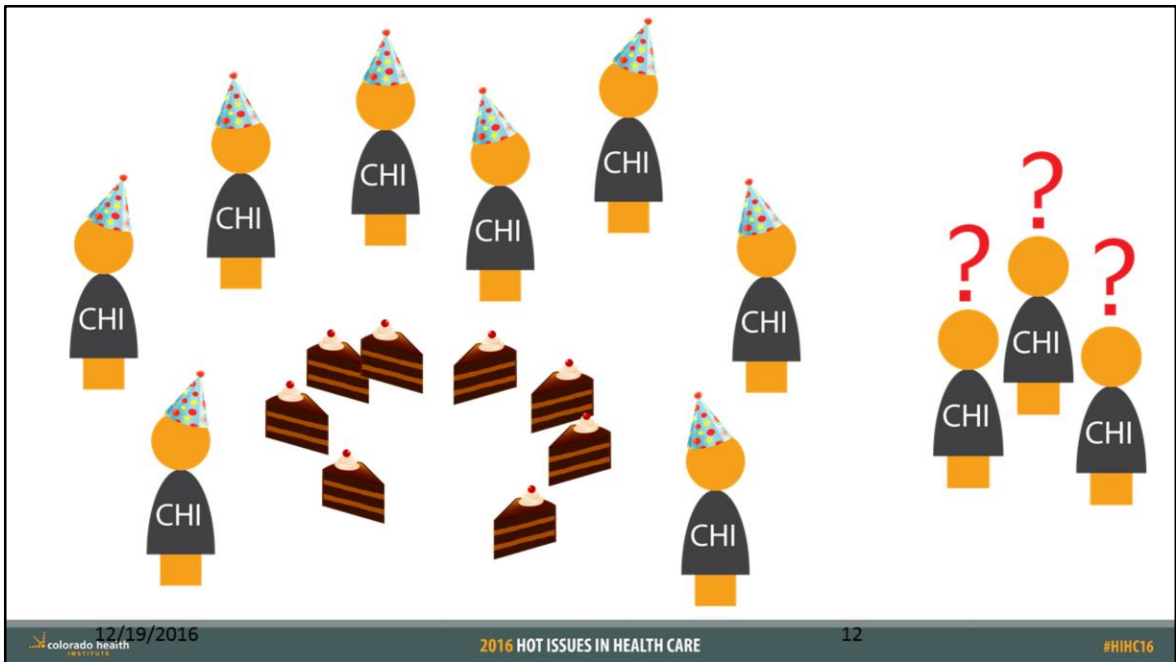 CHI
CHI
CHI
CHI
CHI
CHI
CHI
CHI
?
?
?
CHI
CHI
CHI
12/19/2016
colorado health
INSTITUTE
2016 HOT ISSUES IN HEALTH CARE
12
#HIHC16